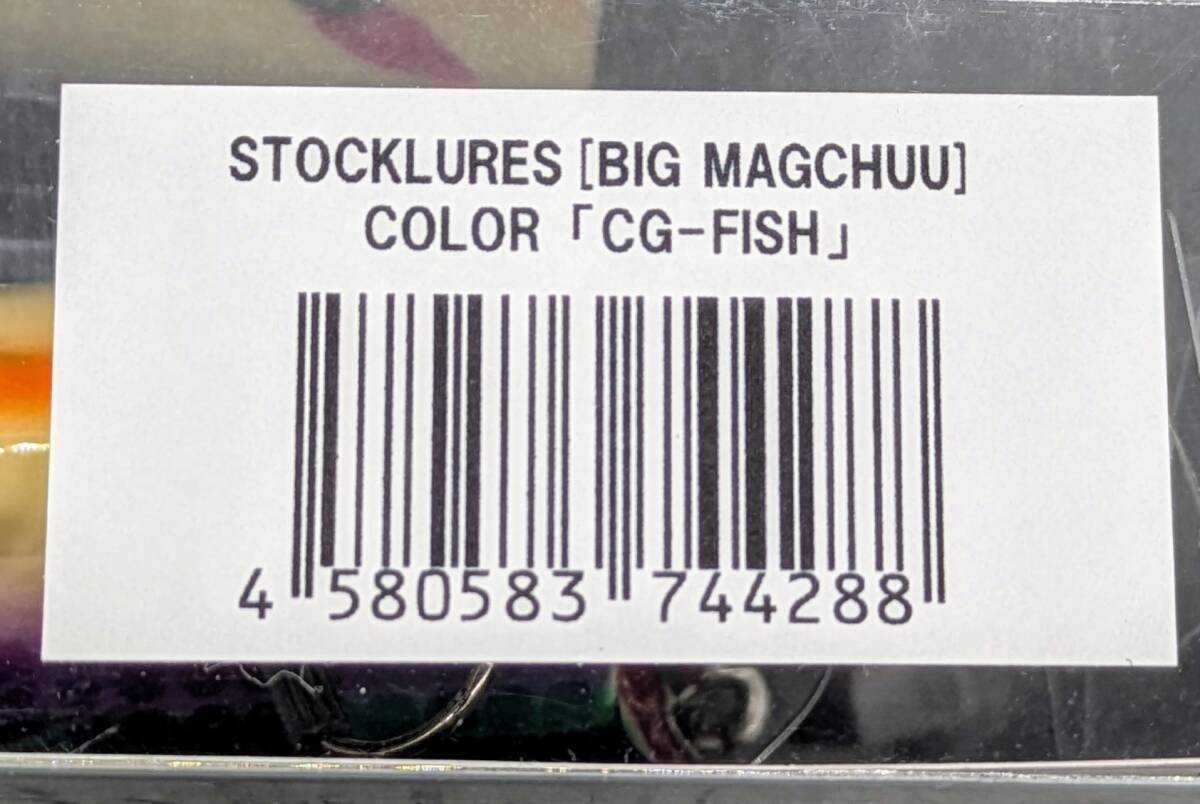 STOCKLURES [BIG MAGCHUU]
COLOR「CG-FISH」
4 580583 744288